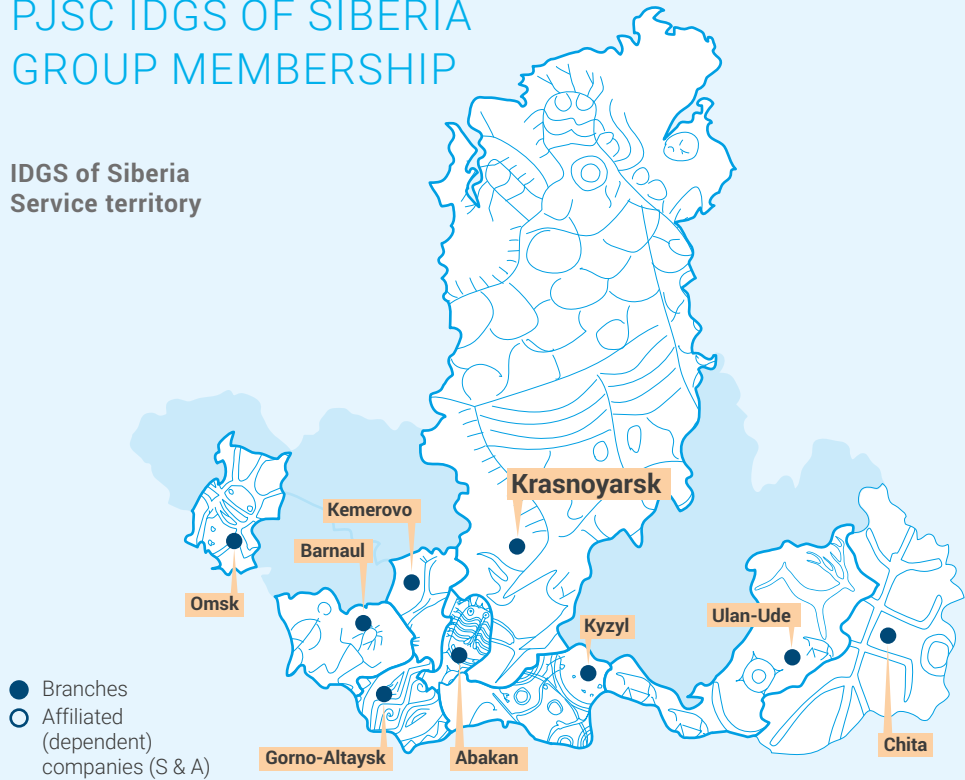 PJSC IDGS OF SIBERIA
GROUP MEMBERSHIP
IDGS of Siberia
Service territory
Krasnoyarsk
Kemerovo
Barnaul
Omsk
Kyzyl
Ulan-Ude
Chita
Gorno-Altaysk
Abakan
Branches
Affiliated
(dependent)
companies (S & A)